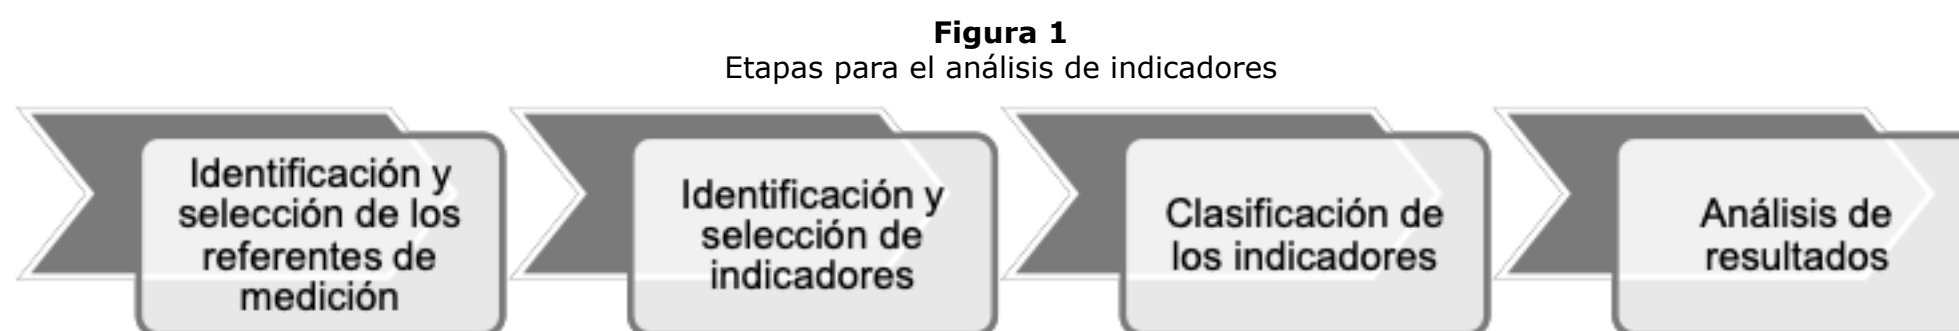 Figura 1
Etapas para el análisis de indicadores
Identificación y
selección de los
referentes de
medición
Identificación y
selección de
indicadores
Clasificación de
los indicadores
Análisis de
resultados